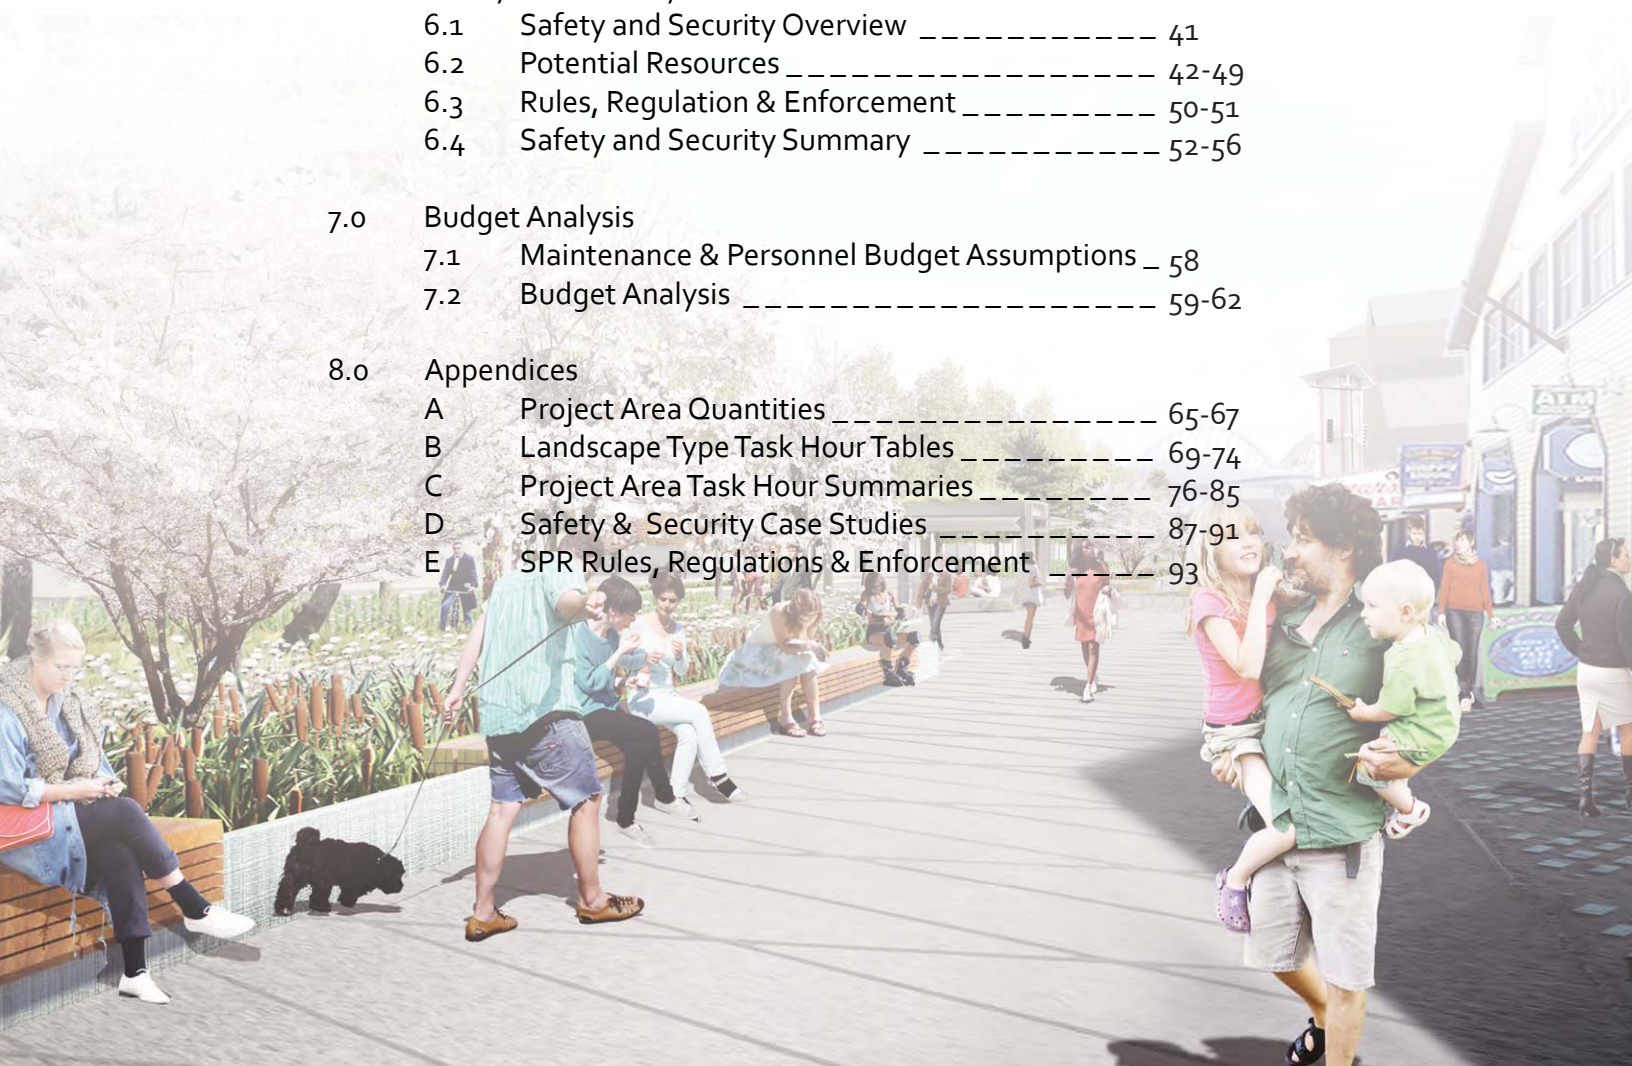 6.1 Safety and Security Overview ___________ 41
6.2 Potential Resources _________________ 42-49
6.3 Rules, Regulation & Enforcement _________ 50-51
6.4 Safety and Security Summary ___________ 52-56
7.0 Budget Analysis
7.1 Maintenance & Personnel Budget Assumptions _ 58
7.2 Budget Analysis ___________________ 59-62
8.0 Appendices
A Project Area Quantities _______________ 65-67
B Landscape Type Task Hour Tables _________ 69-74
C Project Area Task Hour Summaries ________ 76-85
D Safety & Security Case Studies __________ 87-91
E SPR Rules, Regulations & Enforcement _____ 93
ATM